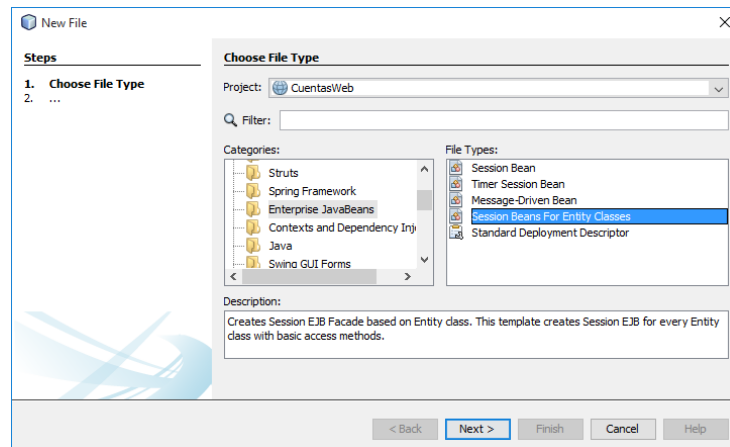 New File
Steps
1. Choose File Type
2. ...
Choose File Type
Project: CuentasWeb
Filter:
Categories:
Struts
Spring Framework
Enterprise JavaBeans
Contexts and Dependency Inj
Java
Swing GUI Forms
File Types:
Session Bean
Timer Session Bean
Message-Driven Bean
Session Beans For Entity Classes
Standard Deployment Descriptor
Description:
Creates Session EJB Facade based on Entity class. This template creates Session EJB for every Entity
class with basic access methods.
< Back
Next >
Finish
Cancel
Help